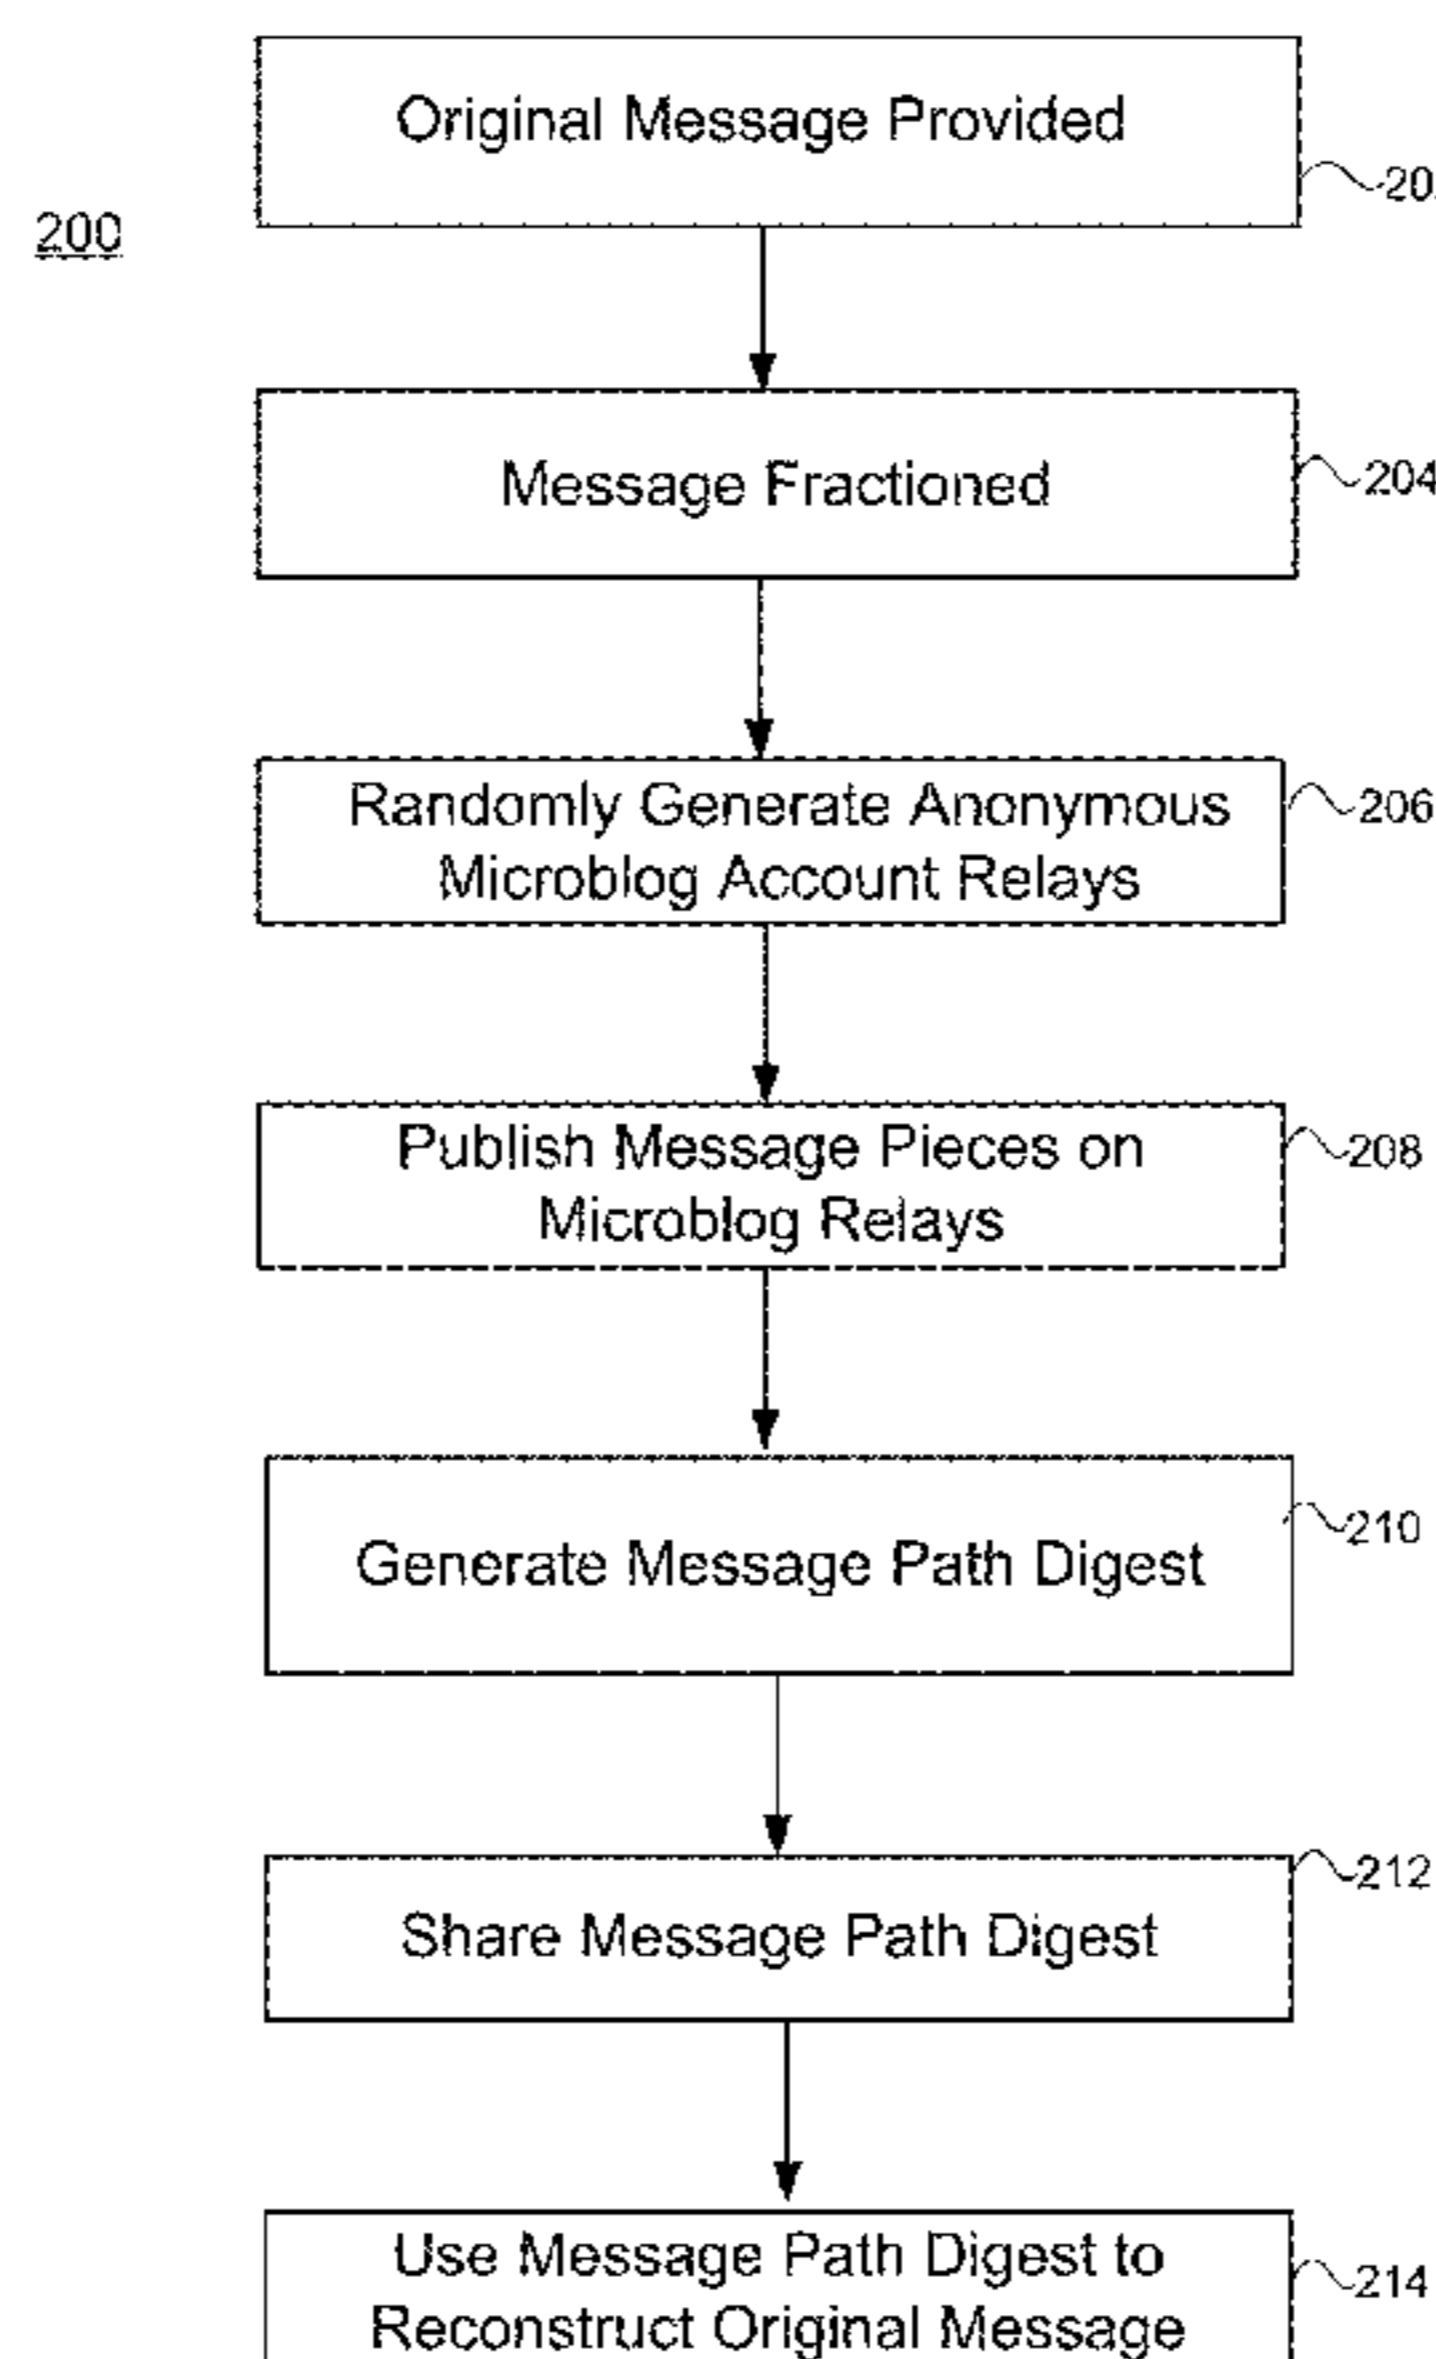 Original Message Provided
200
Message Fractioned
204
Randomly Generate Anonymous
Microblog Account Relays
206
Publish Message Pieces on
Microblog Relays
208
Generate Message Path Digest
210
Share Message Path Digest
212
Use Message Path Digest to
Reconstruct Original Message
214